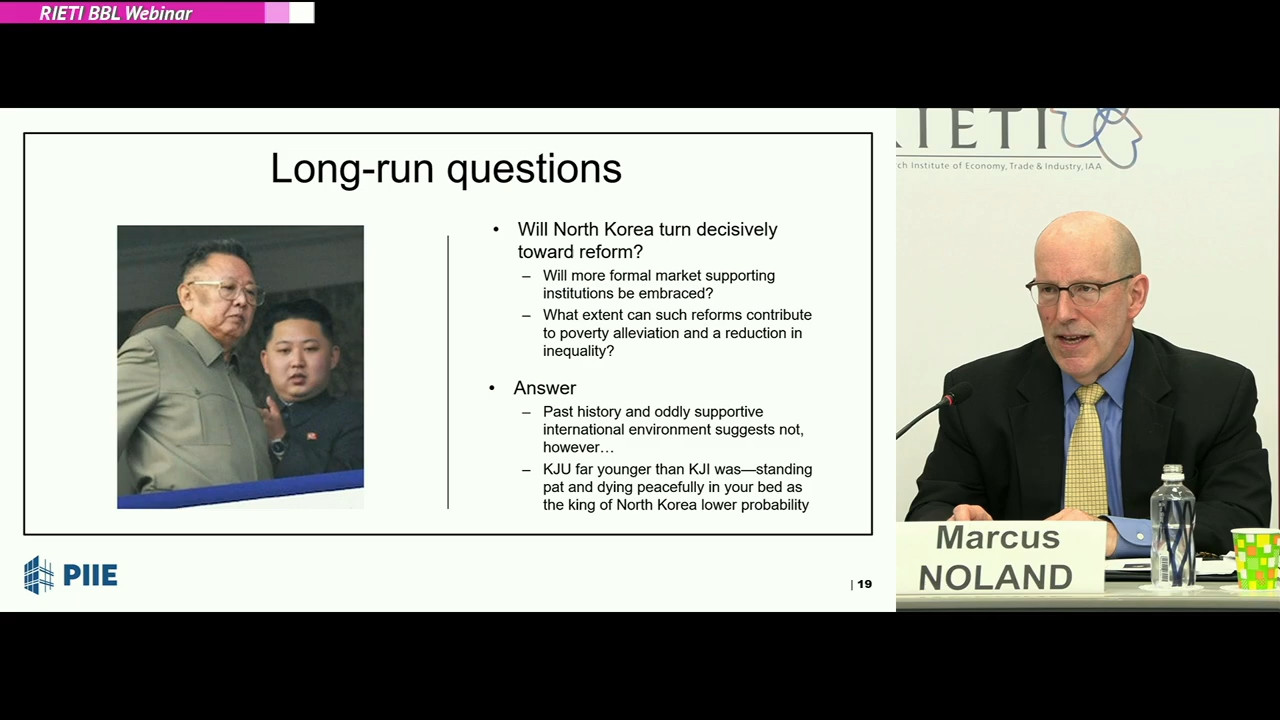 RIETI BBL Webinar
Long-run questions
• Will North Korea turn decisively
toward reform?
– Will more formal market supporting
institutions be embraced?
– What extent can such reforms contribute
to poverty alleviation and a reduction in
inequality?
• Answer
– Past history and oddly supportive
international environment suggests not,
however…
– KJU far younger than KJI was—standing
pat and dying peacefully in your bed as
the king of North Korea lower probability
PIIE
| 19
RIETI
ch Institute of Economy, Trade & Industry, IAA
Marcus
NOLAND